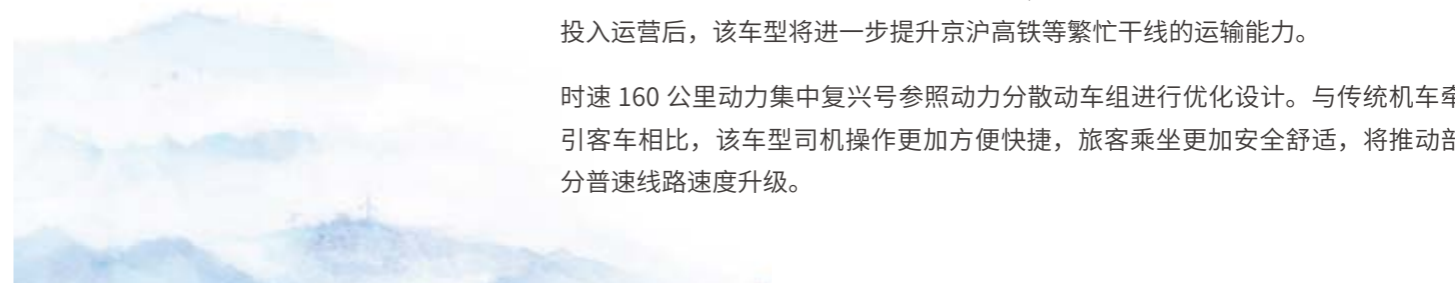 投入运营后，该车型将进一步提升京沪高铁等繁忙干线的运输能力。
时速 160 公里动力集中复兴号参照动力分散动车组进行优化设计。与传统机车牵
引客车相比，该车型司机操作更加方便快捷，旅客乘坐更加安全舒适，将推动部
分普速线路速度升级。